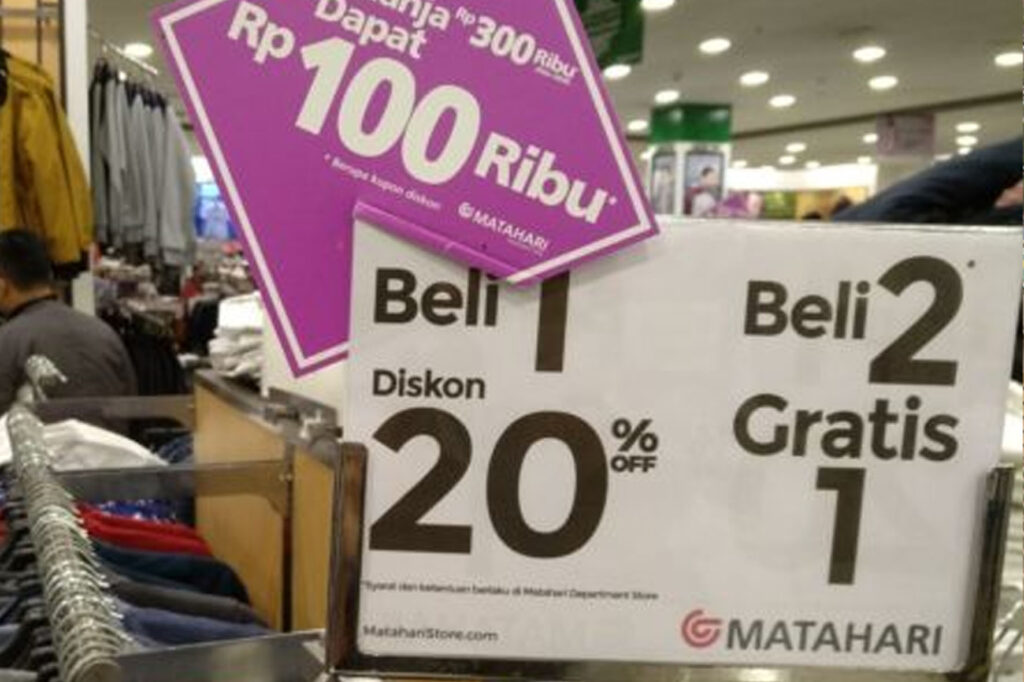 Rp 300 Ribu
Dapat
Rp 100 Ribu*
* Berupa kupon diskon
MATAHARI
Beli 1
Diskon
20% OFF
Beli 2*
Gratis
1
*Syarat dan ketentuan berlaku di Matahari Department Store
MatahariStore.com
MATAHARI